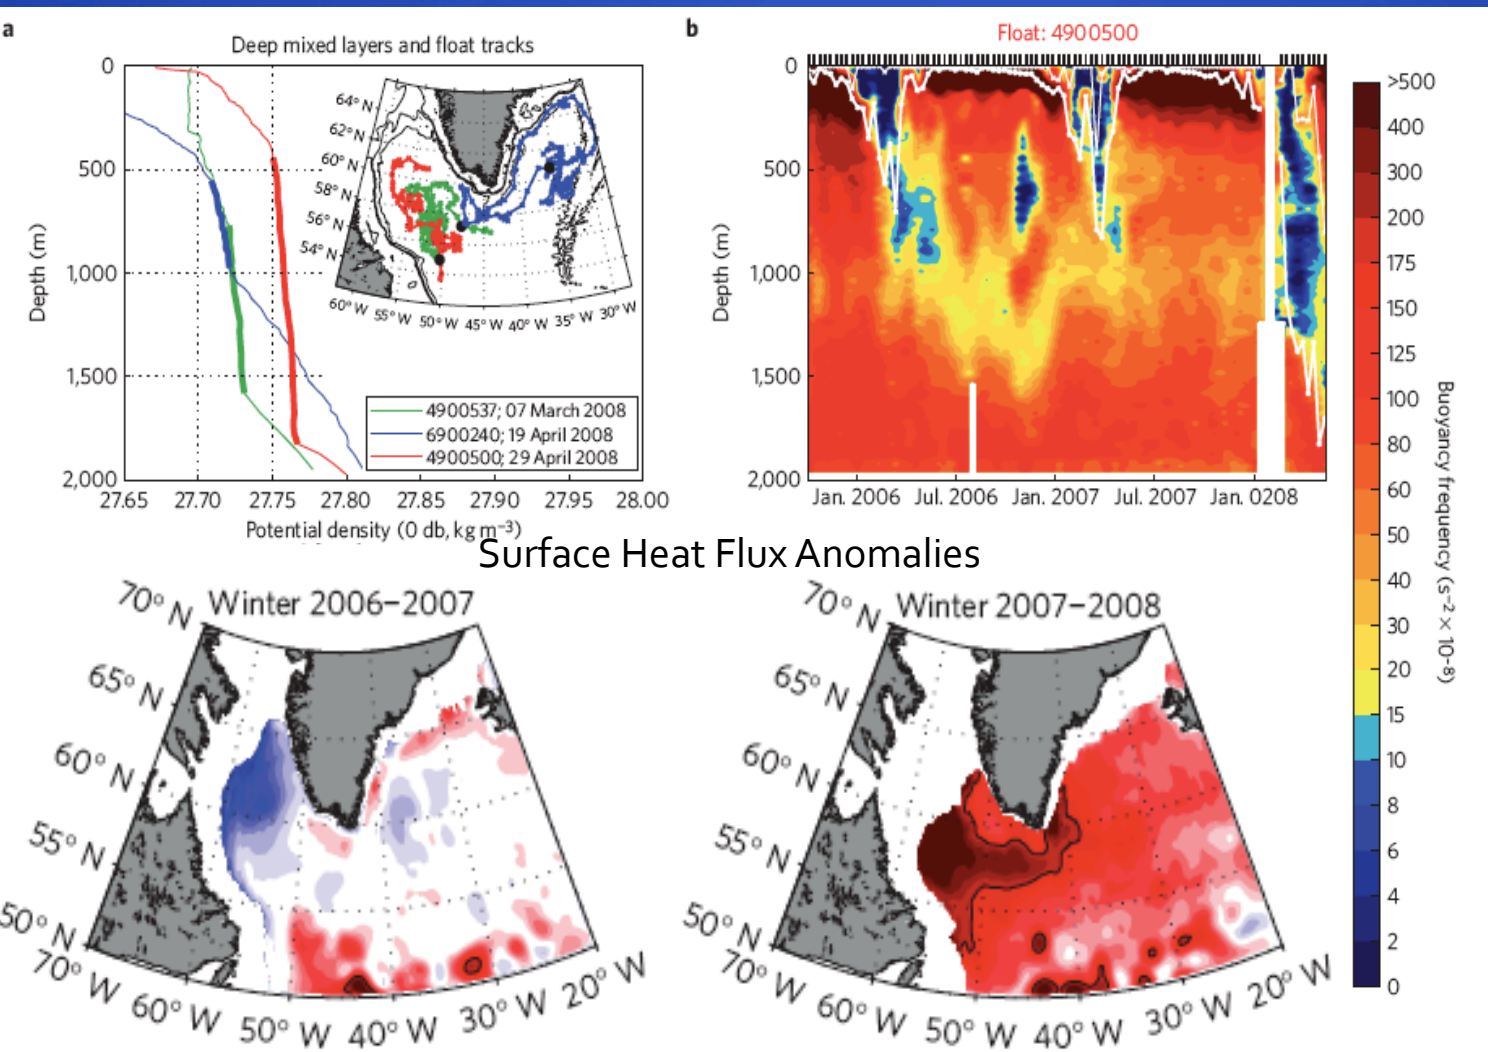 a
Deep mixed layers and float tracks
0
500
1,000
1,500
2,000
Depth (m)
27.65 27.70 27.75 27.80 27.85 27.90 27.95 28.00
Potential density (0 db, kg m⁻³)
64° N
62° N
60° N
58° N
56° N
54° N
60° W 55° W 50° W 45° W 40° W 35° W 30° W
4900537; 07 March 2008
6900240; 19 April 2008
4900500; 29 April 2008
b
Float: 4900500
0
500
1,000
1,500
2,000
Depth (m)
Jan. 2006 Jul. 2006 Jan. 2007 Jul. 2007 Jan. 0208
>500
400
300
200
175
150
125
100
80
60
50
40
30
20
15
10
8
6
4
2
0
Buoyancy frequency (s⁻² × 10⁻⁸)
Surface Heat Flux Anomalies
Winter 2006–2007
70° N
65° N
60° N
55° N
50° N
70° W 60° W 50° W 40° W 30° W 20° W
Winter 2007–2008
70° N
65° N
60° N
55° N
50° N
70° W 60° W 50° W 40° W 30° W 20° W